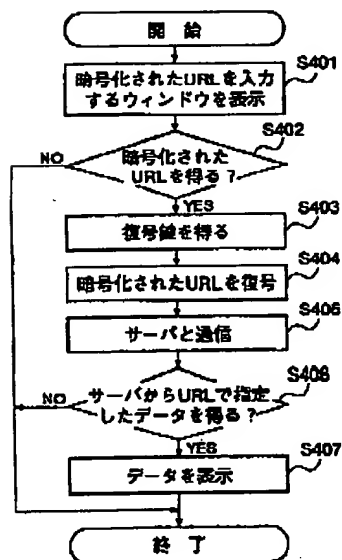 開 始
S401
暗号化されたURLを入力
するウィンドウを表示
S402
NO
暗号化された
URLを得る?
YES
S403
復号鍵を得る
S404
暗号化されたURLを復号
S405
サーバと通信
S406
NO
サーバからURLで指定
したデータを得る?
YES
S407
データを表示
終 了